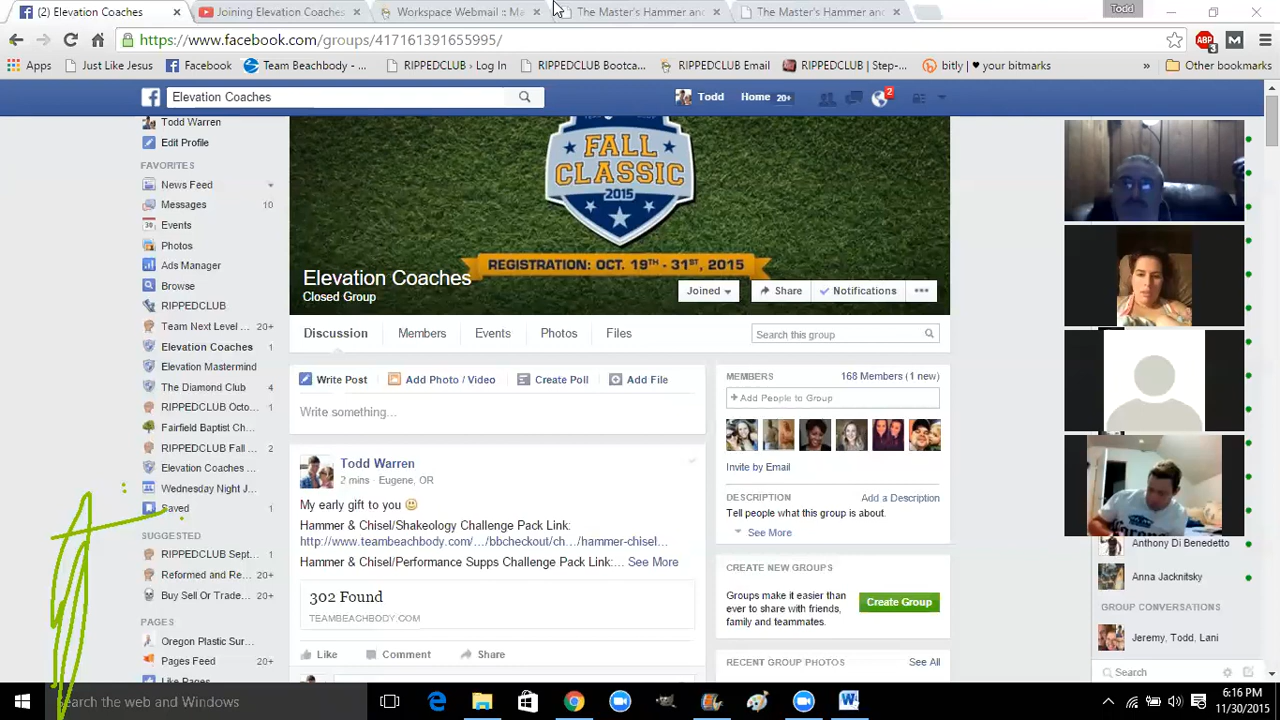 (2) Elevation Coaches
Joining Elevation Coaches
Workspace Webmail :: Me
The Master's Hammer and
The Master's Hammer and
Todd
https://www.facebook.com/groups/417161391655995/
ABP
3
M
Apps
Just Like Jesus
Facebook
Team Beachbody - ...
RIPPEDCLUB › Log In
RIPPEDCLUB Bootca...
RIPPEDCLUB Email
RIPPEDCLUB | Step-...
bitly | ♥ your bitmarks
»
Other bookmarks
Elevation Coaches
Todd
Home 20+
2
Todd Warren
Edit Profile
FAVORITES
News Feed
Messages 10
30 Events
Photos
Ads Manager
Browse
RIPPEDCLUB
Team Next Level ... 20+
Elevation Coaches 1
Elevation Mastermind
The Diamond Club 4
RIPPEDCLUB Octo... 1
Fairfield Baptist Ch...
RIPPEDCLUB Fall ... 2
Elevation Coaches ...
Wednesday Night J...
Saved 1
SUGGESTED
RIPPEDCLUB Sept... 1
Reformed and Re... 20+
Buy Sell Or Trade... 20+
PAGES
Oregon Plastic Sur...
Pages Feed 20+
Like Pages
FALL
CLASSIC
2015
REGISTRATION: OCT. 19TH - 31ST, 2015
Elevation Coaches
Closed Group
Joined
Share
Notifications
Discussion
Members
Events
Photos
Files
Search this group
Write Post
Add Photo / Video
Create Poll
Add File
Write something...
Todd Warren
2 mins · Eugene, OR
My early gift to you
Hammer & Chisel/Shakeology Challenge Pack Link:
http://www.teambeachbody.com/.../bbcheckout/ch.../hammer-chisel...
Hammer & Chisel/Performance Supps Challenge Pack Link:... See More
302 Found
TEAMBEACHBODY.COM
Like
Comment
Share
MEMBERS
168 Members (1 new)
+ Add People to Group
Invite by Email
DESCRIPTION
Add a Description
Tell people what this group is about.
See More
CREATE NEW GROUPS
Groups make it easier than
ever to share with friends,
family and teammates.
Create Group
RECENT GROUP PHOTOS
See All
Anthony Di Benedetto
Anna Jacknitsky
GROUP CONVERSATIONS
Jeremy, Todd, Lani
Search
Search the web and Windows
6:16 PM
11/30/2015